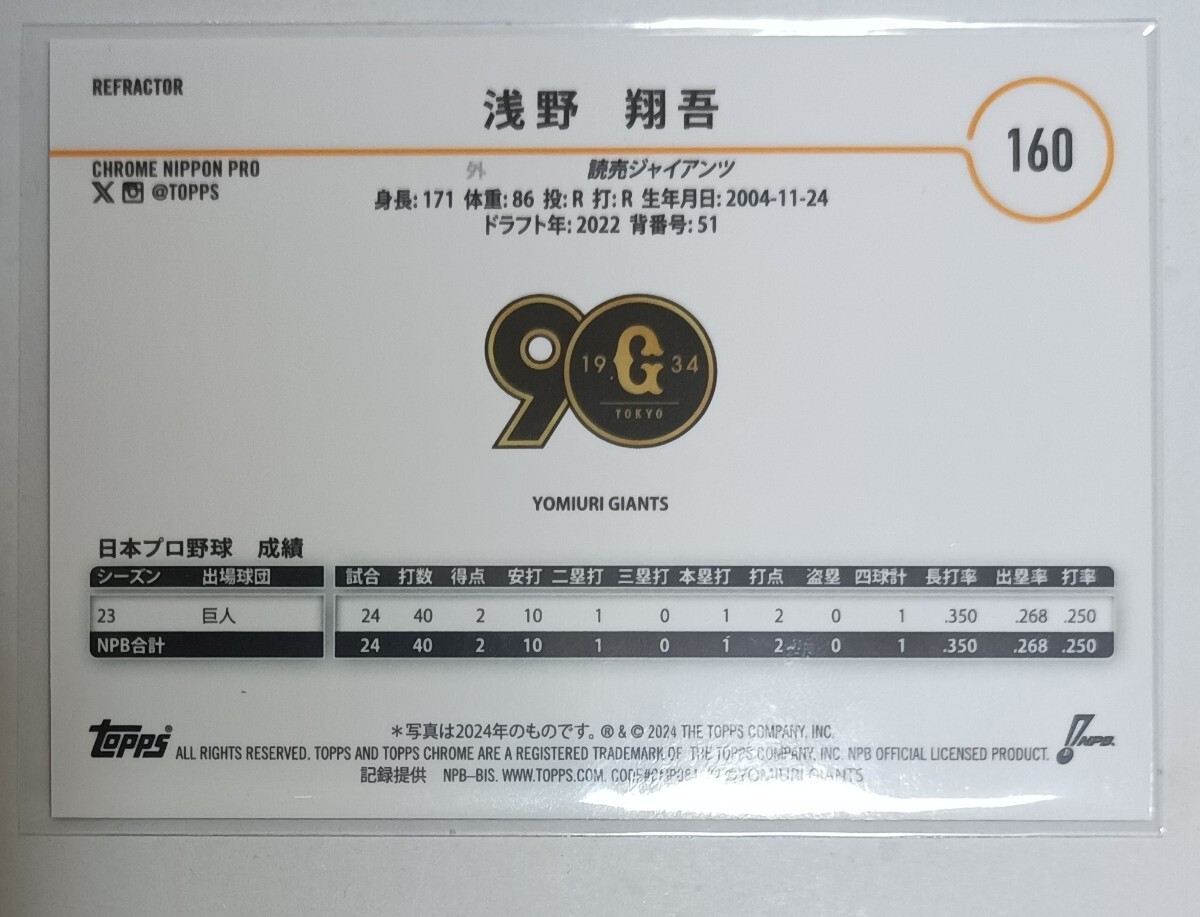 REFRACTOR
浅野 翔吾
160
CHROME NIPPON PRO
外 読売ジャイアンツ
@TOPPS
身長: 171 体重: 86 投: R 打: R 生年月日: 2004-11-24
ドラフト年: 2022 背番号: 51
90
19 G 34
TOKYO
YOMIURI GIANTS
日本プロ野球 成績
シーズン 出場球団 試合 打数 得点 安打 二塁打 三塁打 本塁打 打点 盗塁 四球計 長打率 出塁率 打率
23 巨人 24 40 2 10 1 0 1 2 0 1 .350 .268 .250
NPB合計 24 40 2 10 1 0 1 2 0 1 .350 .268 .250
topps®
*写真は2024年のものです。® & © 2024 THE TOPPS COMPANY, INC.
ALL RIGHTS RESERVED. TOPPS AND TOPPS CHROME ARE A REGISTERED TRADEMARK OF THE TOPPS COMPANY, INC. NPB OFFICIAL LICENSED PRODUCT.
NPB.
記録提供 NPB-BIS. WWW.TOPPS.COM. ©YOMIURI GIANTS